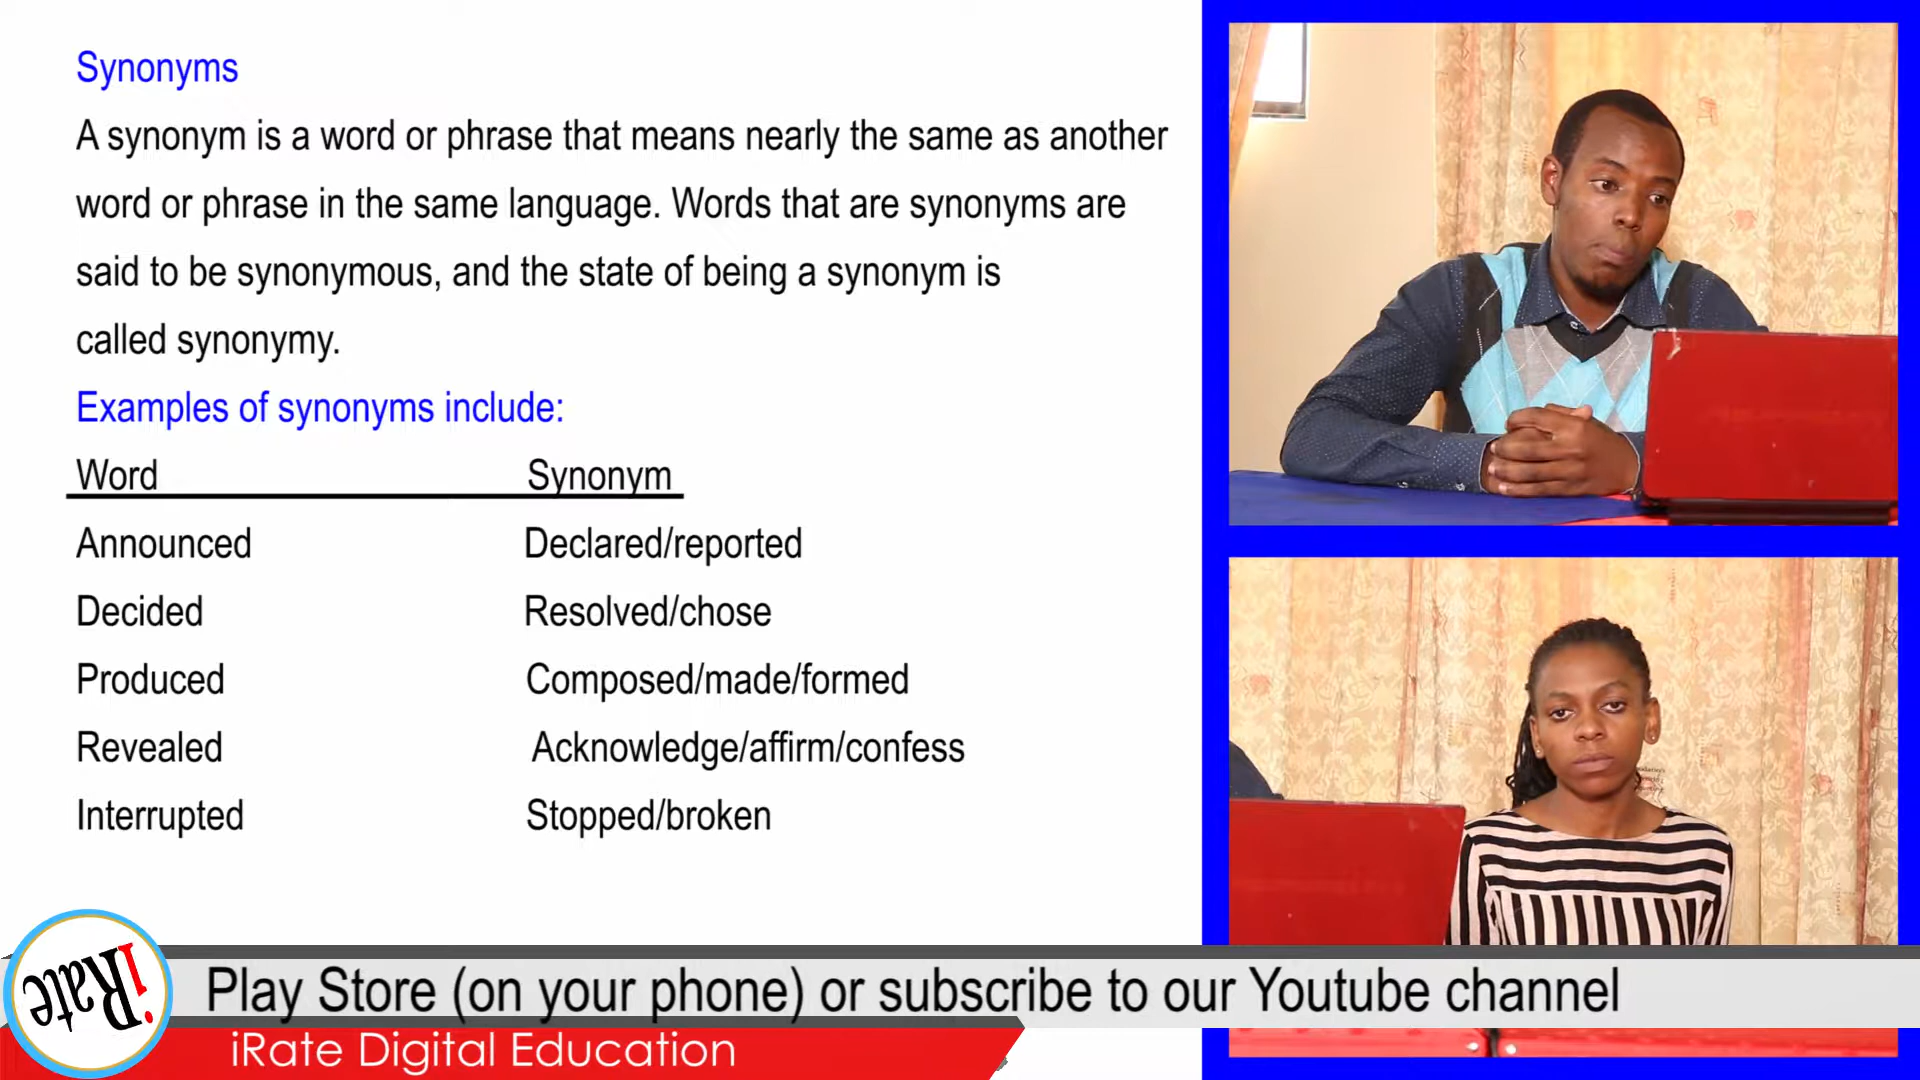 Synonyms
A synonym is a word or phrase that means nearly the same as another
word or phrase in the same language. Words that are synonyms are
said to be synonymous, and the state of being a synonym is
called synonymy.
Examples of synonyms include:
Word Synonym
Announced Declared/reported
Decided Resolved/chose
Produced Composed/made/formed
Revealed Acknowledge/affirm/confess
Interrupted Stopped/broken
iRate
Play Store (on your phone) or subscribe to our Youtube channel
iRate Digital Education